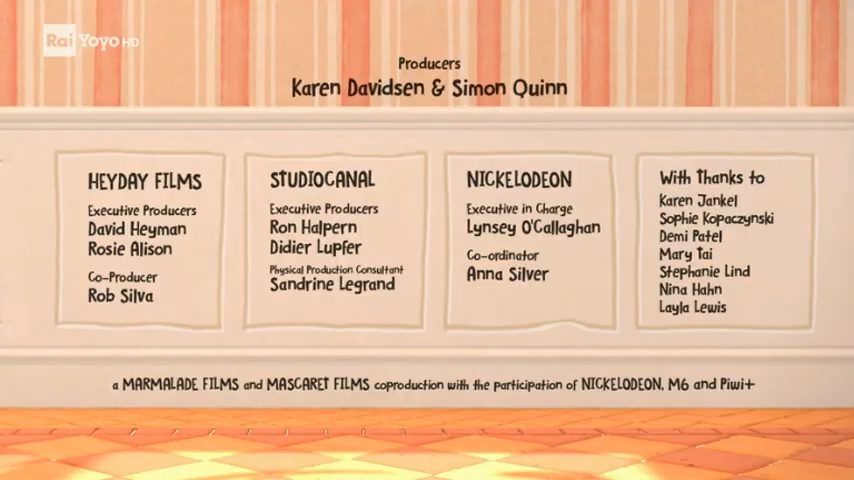 Rai Yoyo HD
Producers
Karen Davidsen & Simon Quinn
HEYDAY FILMS
Executive Producers
David Heyman
Rosie Alison
Co-Producer
Rob Silva
STUDIOCANAL
Executive Producers
Ron Halpern
Didier Lupfer
Physical Production Consultant
Sandrine Legrand
NICKELODEON
Executive in Charge
Lynsey O'Callaghan
Co-ordinator
Anna Silver
With thanks to
Karen Jankel
Sophie Kopaczynski
Demi Patel
Mary Tai
Stephanie Lind
Nina Hahn
Layla Lewis
a MARMALADE FILMS and MASCARET FILMS coproduction with the participation of NICKELODEON, M6 and Piwi+